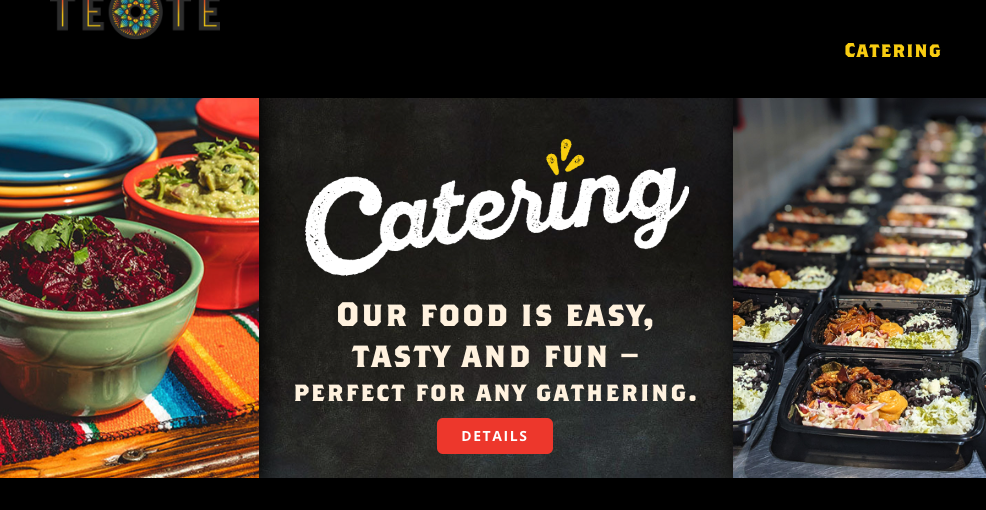 TEOTE
CATERING
Catering
OUR FOOD IS EASY,
TASTY AND FUN –
PERFECT FOR ANY GATHERING.
DETAILS